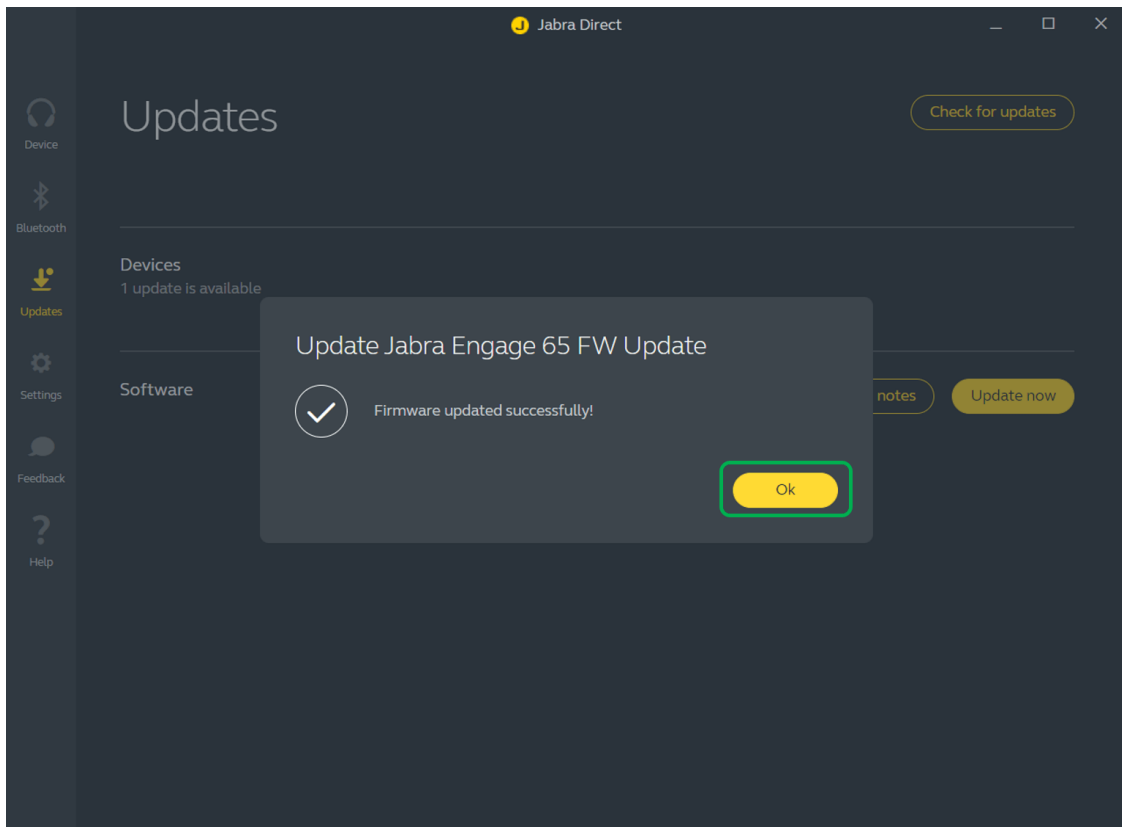 Jabra Direct
Updates
Check for updates
Device
Bluetooth
Devices
1 update is available
Updates
Update Jabra Engage 65 FW Update
Settings
Software
notes
Update now
Firmware updated successfully!
Feedback
Ok
Help